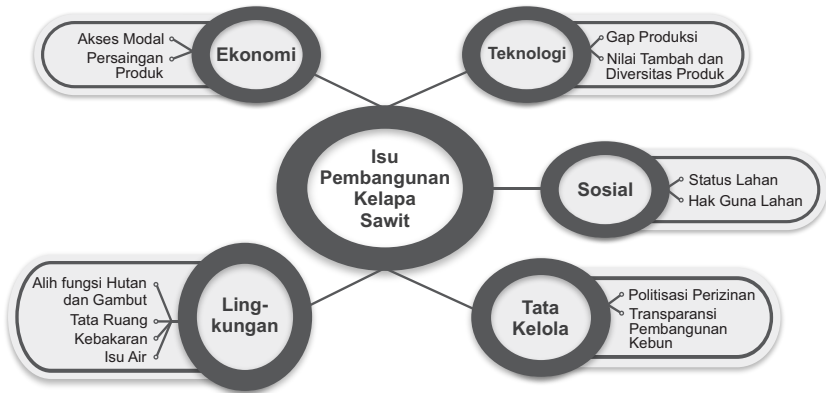 Akses Modal
Persaingan
Produk
Ekonomi
Teknologi
Gap Produksi
Nilai Tambah dan
Diversitas Produk
Isu
Pembangunan
Kelapa
Sawit
Sosial
Status Lahan
Hak Guna Lahan
Alih fungsi Hutan
dan Gambut
Tata Ruang
Kebakaran
Isu Air
Ling-
kungan
Tata
Kelola
Politisasi Perizinan
Transparansi
Pembangunan
Kebun